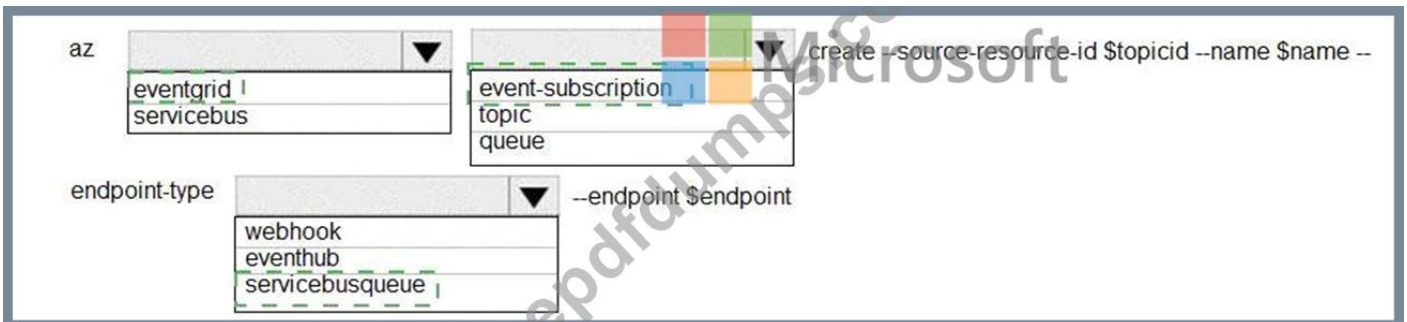 az
eventgrid
servicebus
event-subscription
topic
queue
create --source-resource-id $topicid --name $name --
Microsoft
endpoint-type
webhook
eventhub
servicebusqueue
--endpoint $endpoint